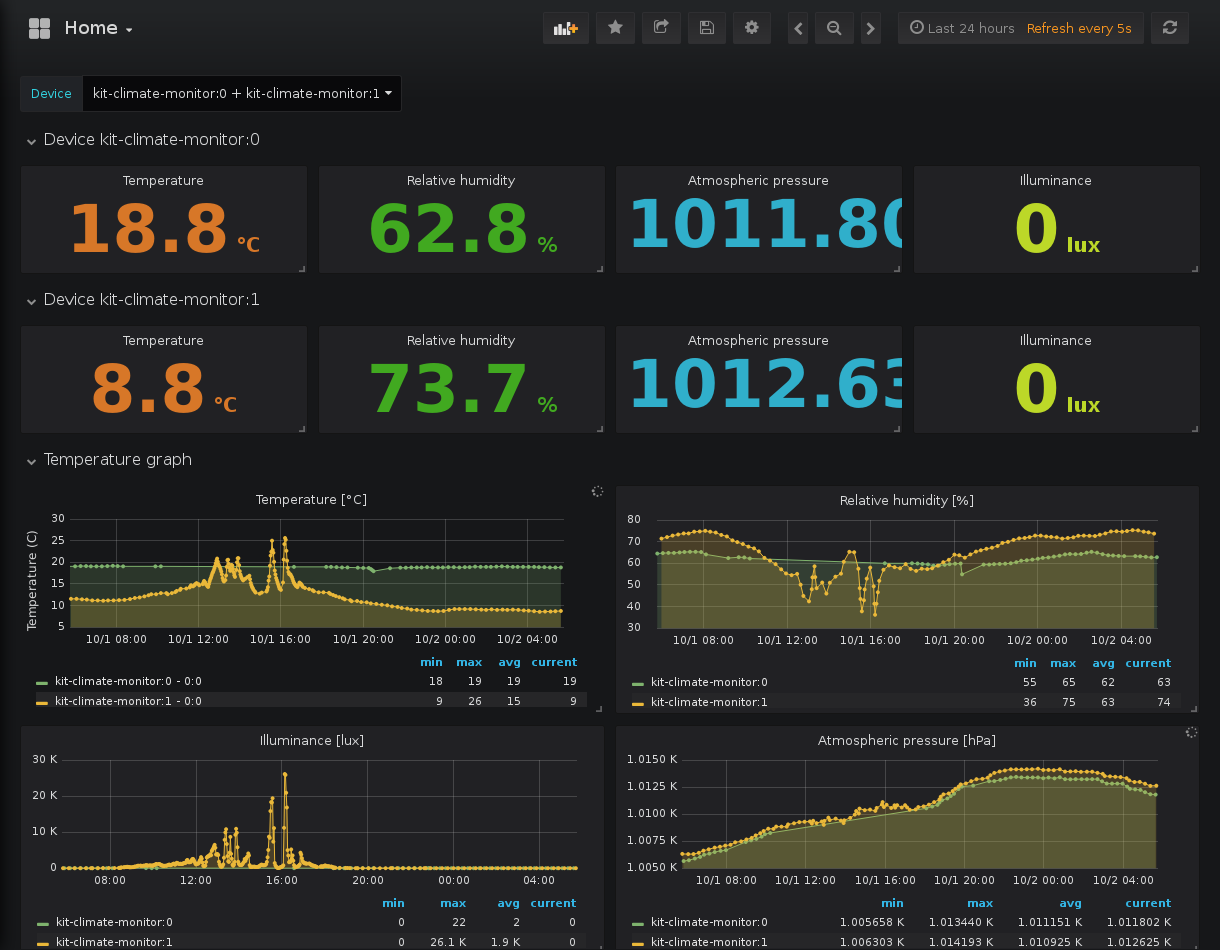 Home
Last 24 hours Refresh every 5s
Device kit-climate-monitor:0 + kit-climate-monitor:1
Device kit-climate-monitor:0
Temperature
18.8 °C
Relative humidity
62.8 %
Atmospheric pressure
1011.80
Illuminance
0 lux
Device kit-climate-monitor:1
Temperature
8.8 °C
Relative humidity
73.7 %
Atmospheric pressure
1012.63
Illuminance
0 lux
Temperature graph
Temperature [°C]
Temperature (C)
30
25
20
15
10
5
10/1 08:00 10/1 12:00 10/1 16:00 10/1 20:00 10/2 00:00 10/2 04:00
min max avg current
kit-climate-monitor:0 - 0:0 18 19 19 19
kit-climate-monitor:1 - 0:0 9 26 15 9
Relative humidity [%]
80
70
60
50
40
30
10/1 08:00 10/1 12:00 10/1 16:00 10/1 20:00 10/2 00:00 10/2 04:00
min max avg current
kit-climate-monitor:0 55 65 62 63
kit-climate-monitor:1 36 75 63 74
Illuminance [lux]
30 K
20 K
10 K
0
08:00 12:00 16:00 20:00 00:00 04:00
min max avg current
kit-climate-monitor:0 0 22 2 0
kit-climate-monitor:1 0 26.1 K 1.9 K 0
Atmospheric pressure [hPa]
1.0150 K
1.0125 K
1.0100 K
1.0075 K
1.0050 K
10/1 08:00 10/1 12:00 10/1 16:00 10/1 20:00 10/2 00:00 10/2 04:00
min max avg current
kit-climate-monitor:0 1.005658 K 1.013440 K 1.011151 K 1.011802 K
kit-climate-monitor:1 1.006303 K 1.014193 K 1.010925 K 1.012625 K